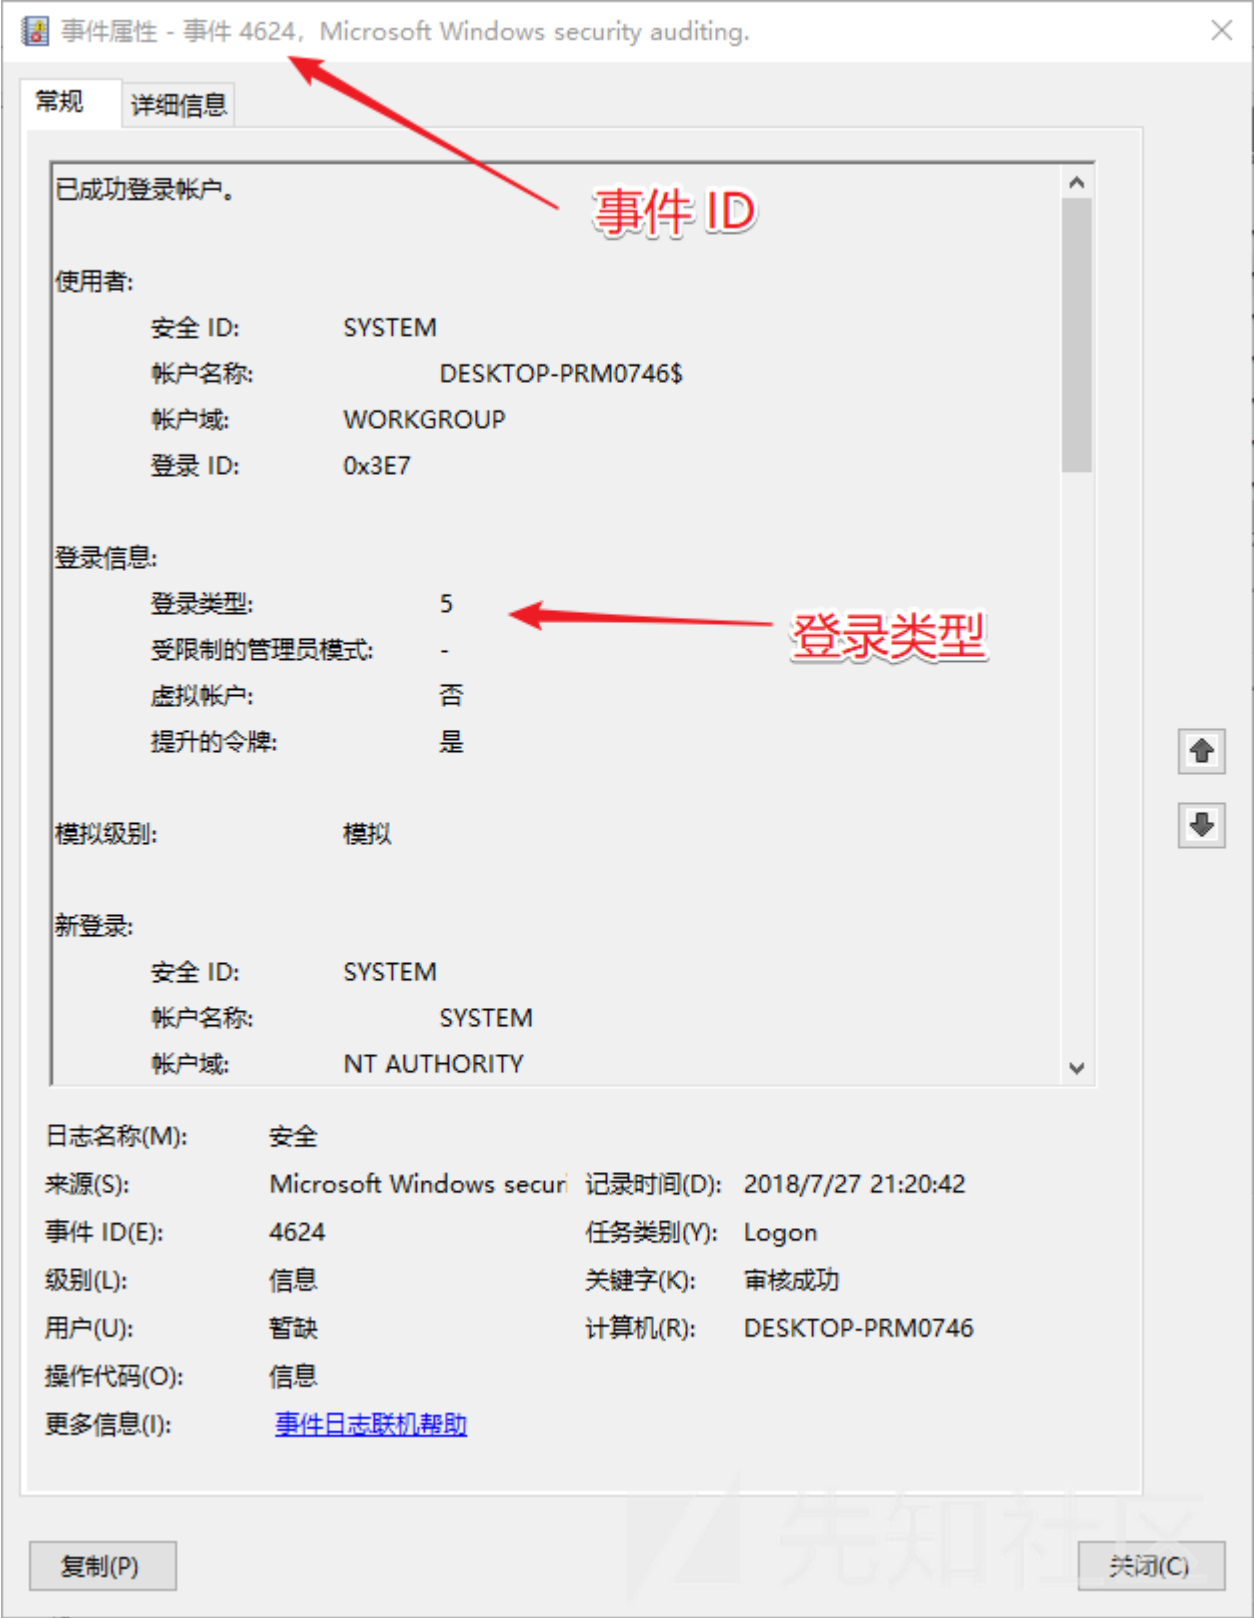 事件属性 - 事件 4624，Microsoft Windows security auditing.
常规 详细信息
已成功登录帐户。
事件 ID
使用者:
安全 ID: SYSTEM
帐户名称: DESKTOP-PRM0746$
帐户域: WORKGROUP
登录 ID: 0x3E7
登录信息:
登录类型: 5
登录类型
受限制的管理员模式: -
虚拟帐户: 否
提升的令牌: 是
模拟级别: 模拟
新登录:
安全 ID: SYSTEM
帐户名称: SYSTEM
帐户域: NT AUTHORITY
日志名称(M): 安全
来源(S): Microsoft Windows securi 记录时间(D): 2018/7/27 21:20:42
事件 ID(E): 4624 任务类别(Y): Logon
级别(L): 信息 关键字(K): 审核成功
用户(U): 暂缺 计算机(R): DESKTOP-PRM0746
操作代码(O): 信息
更多信息(I): 事件日志联机帮助
先知社区
复制(P) 关闭(C)